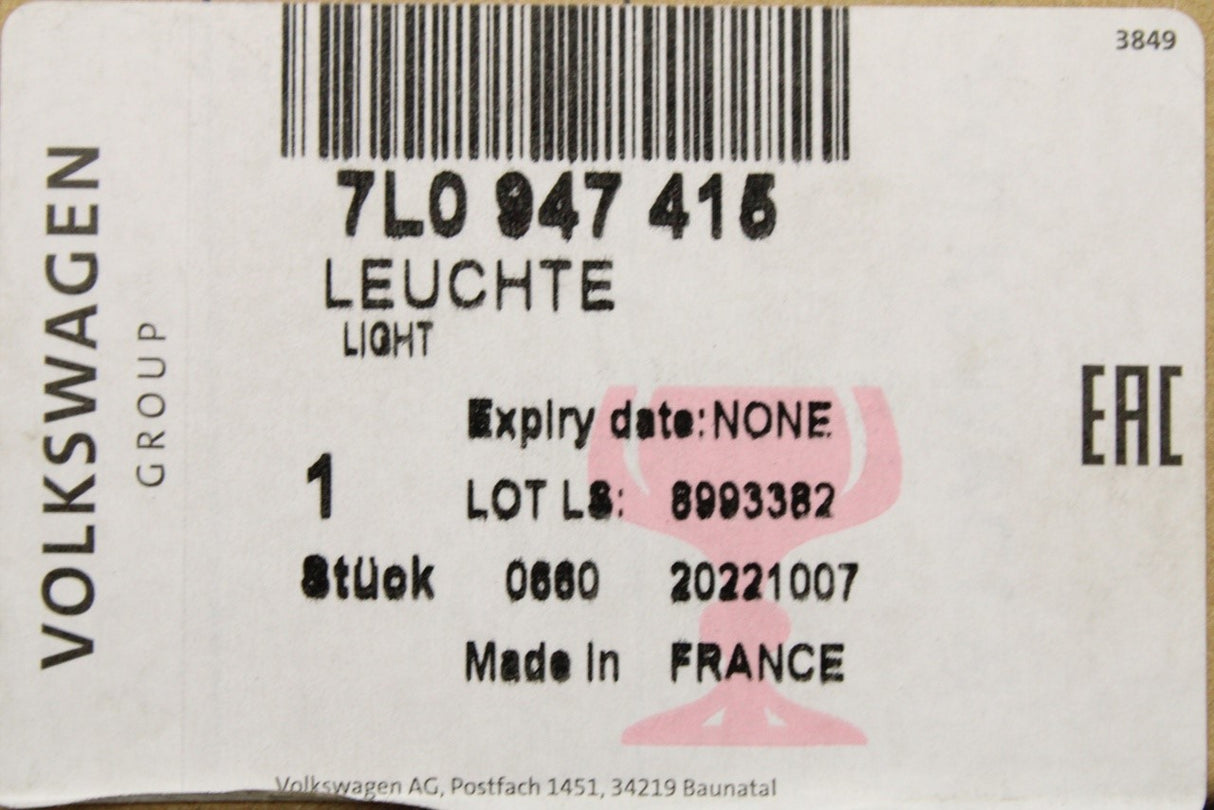 3849
VOLKSWAGEN
GROUP
7L0 947 415
LEUCHTE
LIGHT
Expiry date: NONE
1
LOT LS: 8993382
Stück 0660 20221007
Made In FRANCE
EAC
Volkswagen AG, Postfach 1451, 34219 Baunatal